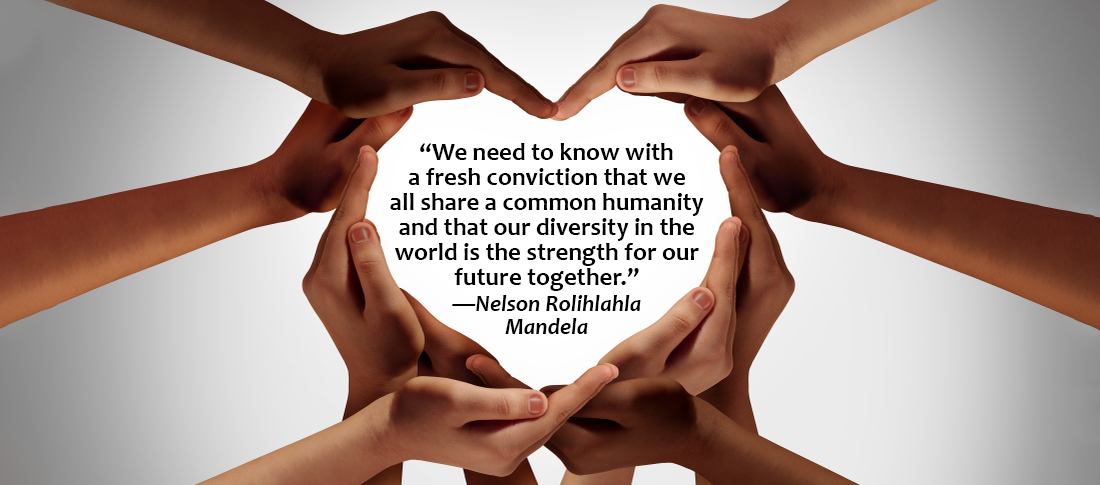 “We need to know with
a fresh conviction that we
all share a common humanity
and that our diversity in the
world is the strength for our
future together.”
—Nelson Rolihlahla
Mandela